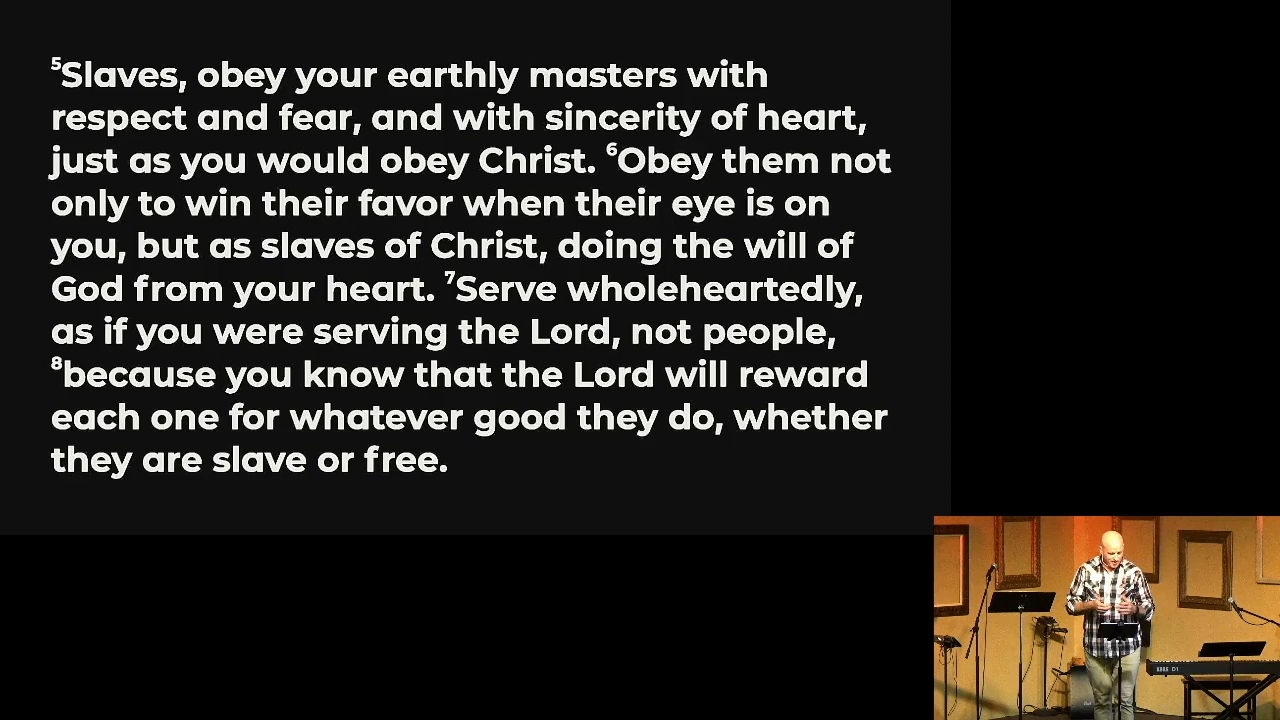 ⁵Slaves, obey your earthly masters with
respect and fear, and with sincerity of heart,
just as you would obey Christ. ⁶Obey them not
only to win their favor when their eye is on
you, but as slaves of Christ, doing the will of
God from your heart. ⁷Serve wholeheartedly,
as if you were serving the Lord, not people,
⁸because you know that the Lord will reward
each one for whatever good they do, whether
they are slave or free.
KORG D1